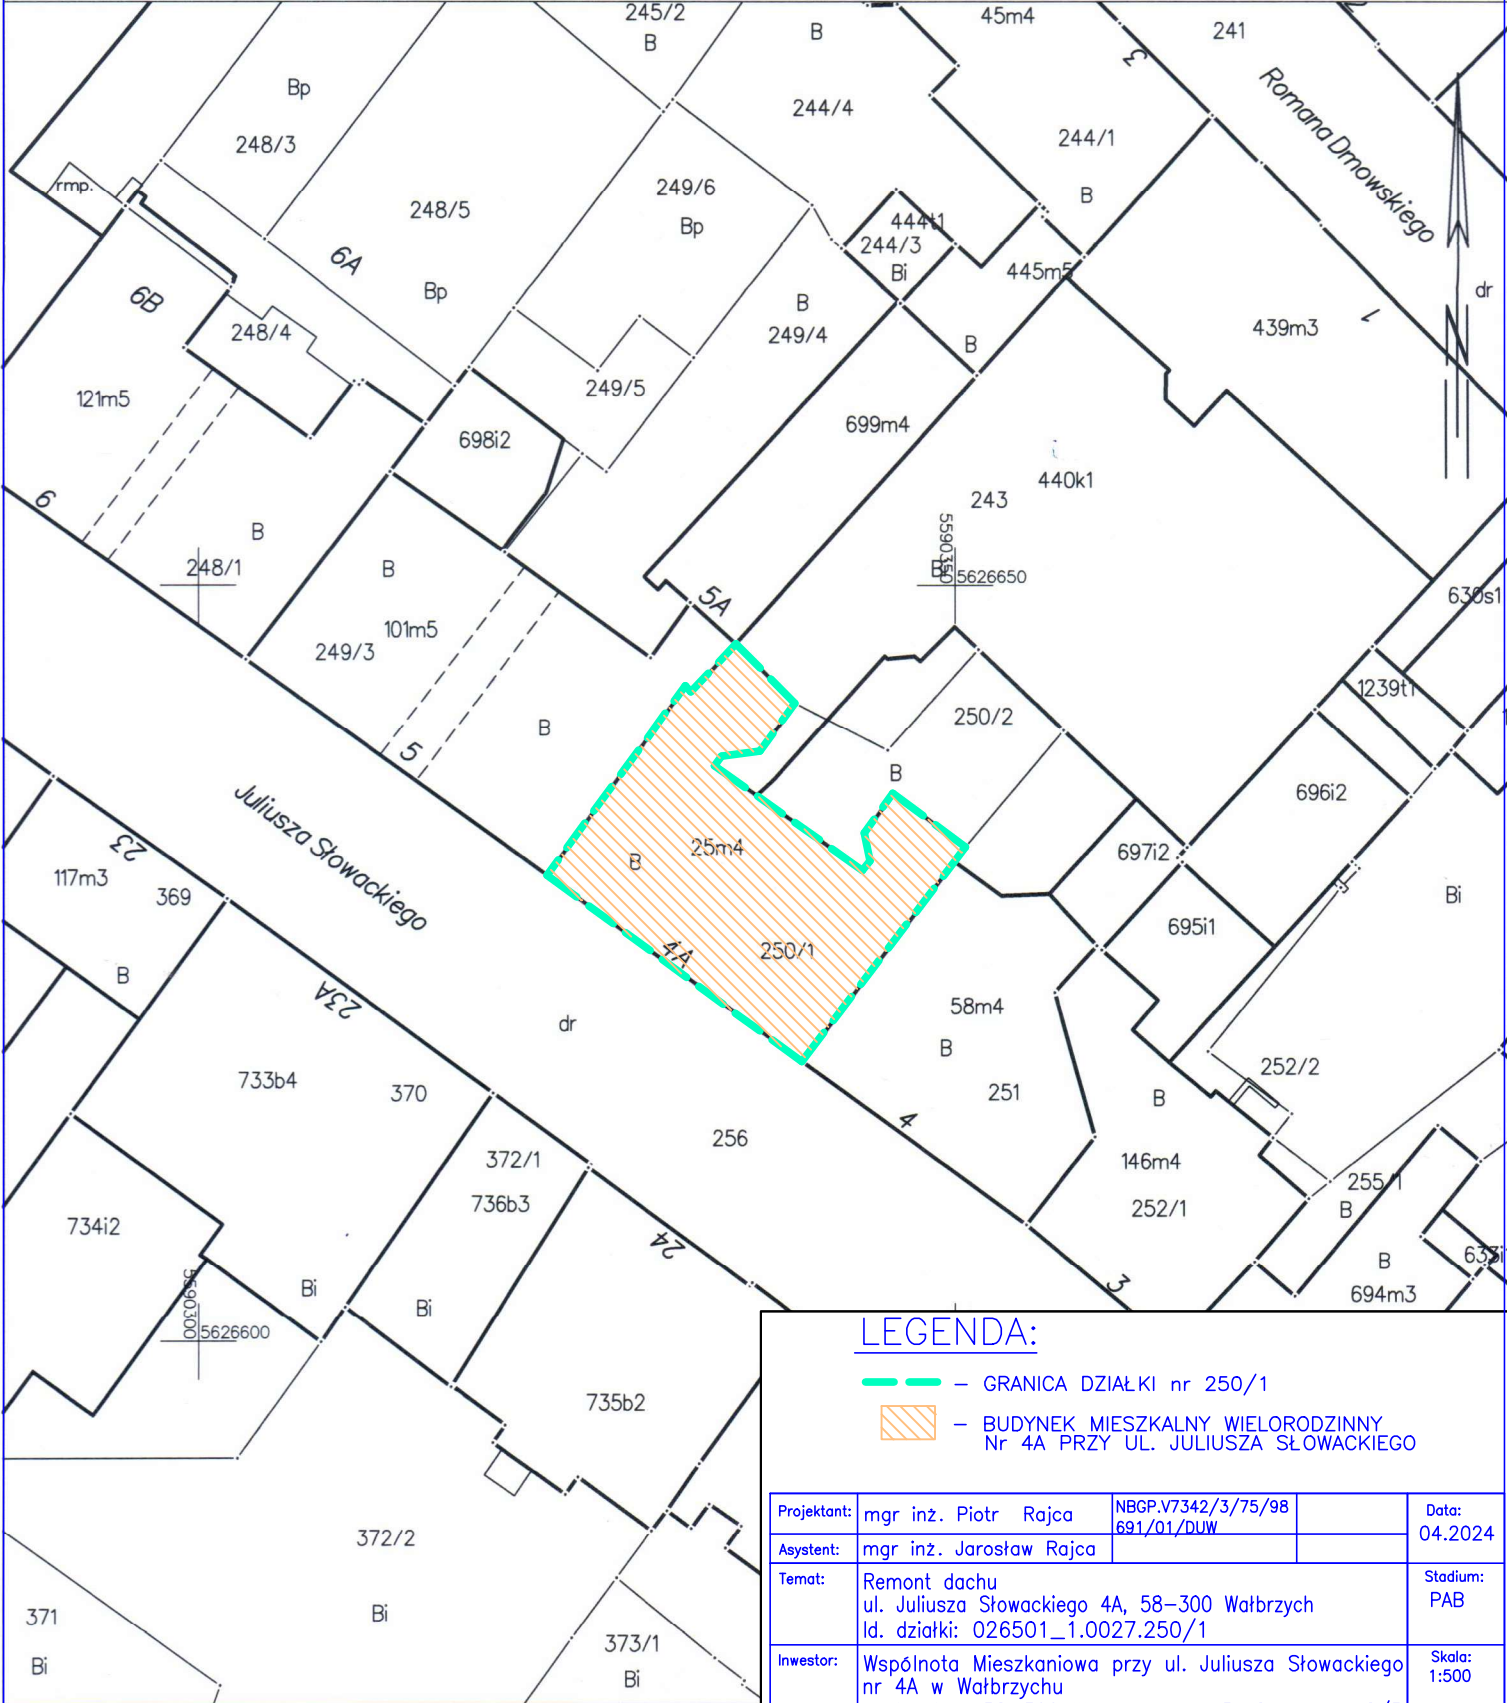 245/2
B
B
45m4
241
3
Bp
248/3
244/4
244/1
Romana Dmowskiego
rmp.
248/5
249/6
Bp
B
444t1
244/3
Bi
445m5
6A
6B
Bp
B
249/4
B
dr
439m3
1
248/4
249/5
121m5
698i2
699m4
440k1
243
6
B
248/1
B
101m5
249/3
5590350
5626650
5A
630s1
1239t1
B
250/2
B
5
696i2
Juliusza Słowackiego
25m4
B
697i2
23
117m3
369
B
4A
250/1
695i1
Bi
23A
dr
58m4
B
251
252/2
733b4
370
4
B
256
372/1
736b3
146m4
252/1
255/1
B
734i2
24
B
694m3
3
Bi
Bi
5590300
5626600
735b2
372/2
371
Bi
Bi
373/1
Bi
LEGENDA:
– GRANICA DZIAŁKI nr 250/1
– BUDYNEK MIESZKALNY WIELORODZINNY
Nr 4A PRZY UL. JULIUSZA SŁOWACKIEGO
Projektant: mgr inż. Piotr Rajca NBGP.V7342/3/75/98
691/01/DUW
Data:
04.2024
Asystent: mgr inż. Jarosław Rajca
Temat: Remont dachu
ul. Juliusza Słowackiego 4A, 58–300 Wałbrzych
Id. działki: 026501_1.0027.250/1
Stadium:
PAB
Inwestor: Wspólnota Mieszkaniowa przy ul. Juliusza Słowackiego
nr 4A w Wałbrzychu
Skala:
1:500